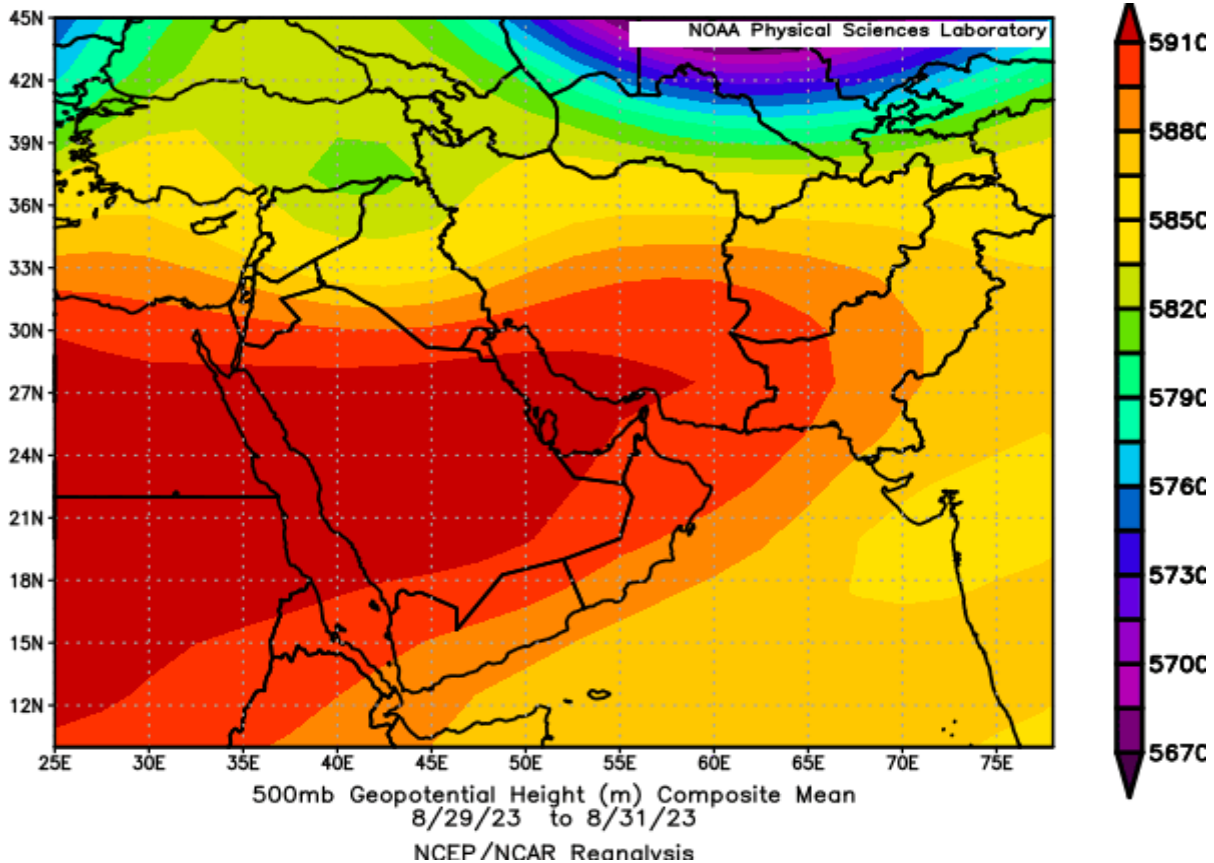 NOAA Physical Sciences Laboratory
45N
42N
39N
36N
33N
30N
27N
24N
21N
18N
15N
12N
25E 30E 35E 40E 45E 50E 55E 60E 65E 70E 75E
5910
5880
5850
5820
5790
5760
5730
5700
5670
500mb Geopotential Height (m) Composite Mean
8/29/23 to 8/31/23
NCEP/NCAR Reanalysis